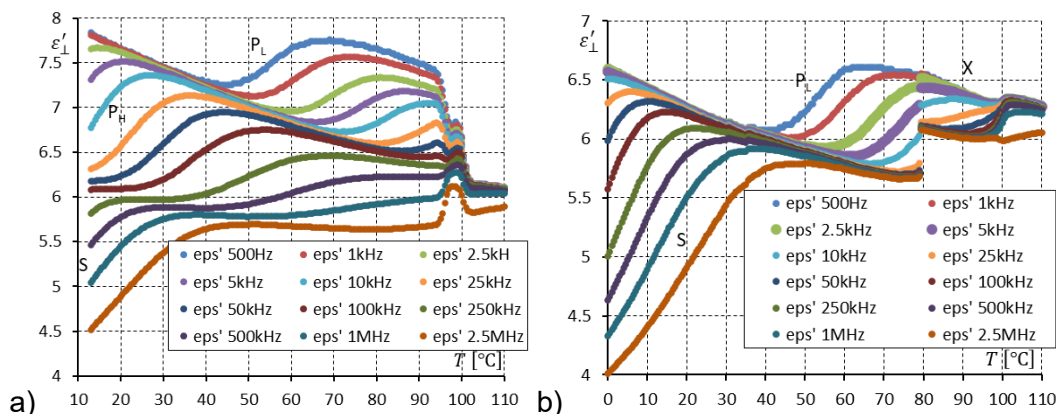 8
7.5
7
6.5
6
5.5
5
4.5
4
ε′⊥
P_L
P_H
S
eps' 500Hz
eps' 1kHz
eps' 2.5kH
eps' 5kHz
eps' 10kHz
eps' 25kHz
eps' 50kHz
eps' 100kHz
eps' 250kHz
eps' 500kHz
eps' 1MHz
eps' 2.5MHz
T [°C]
10 20 30 40 50 60 70 80 90 100 110
a)
7
6.5
6
5.5
5
4.5
4
ε′⊥
X
P_L
S
eps' 500Hz
eps' 1kHz
eps' 2.5kHz
eps' 5kHz
eps' 10kHz
eps' 25kHz
eps' 50kHz
eps' 100kHz
eps' 250kHz
eps' 500kHz
eps' 1MHz
eps' 2.5MHz
T [°C]
0 10 20 30 40 50 60 70 80 90 100 110
b)